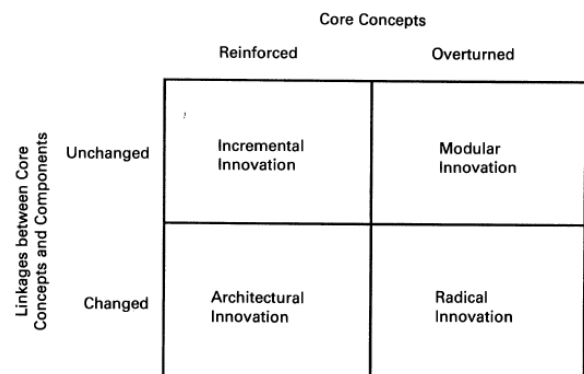 Core Concepts
Reinforced
Overturned
Linkages between Core
Concepts and Components
Unchanged
Incremental
Innovation
Modular
Innovation
Changed
Architectural
Innovation
Radical
Innovation